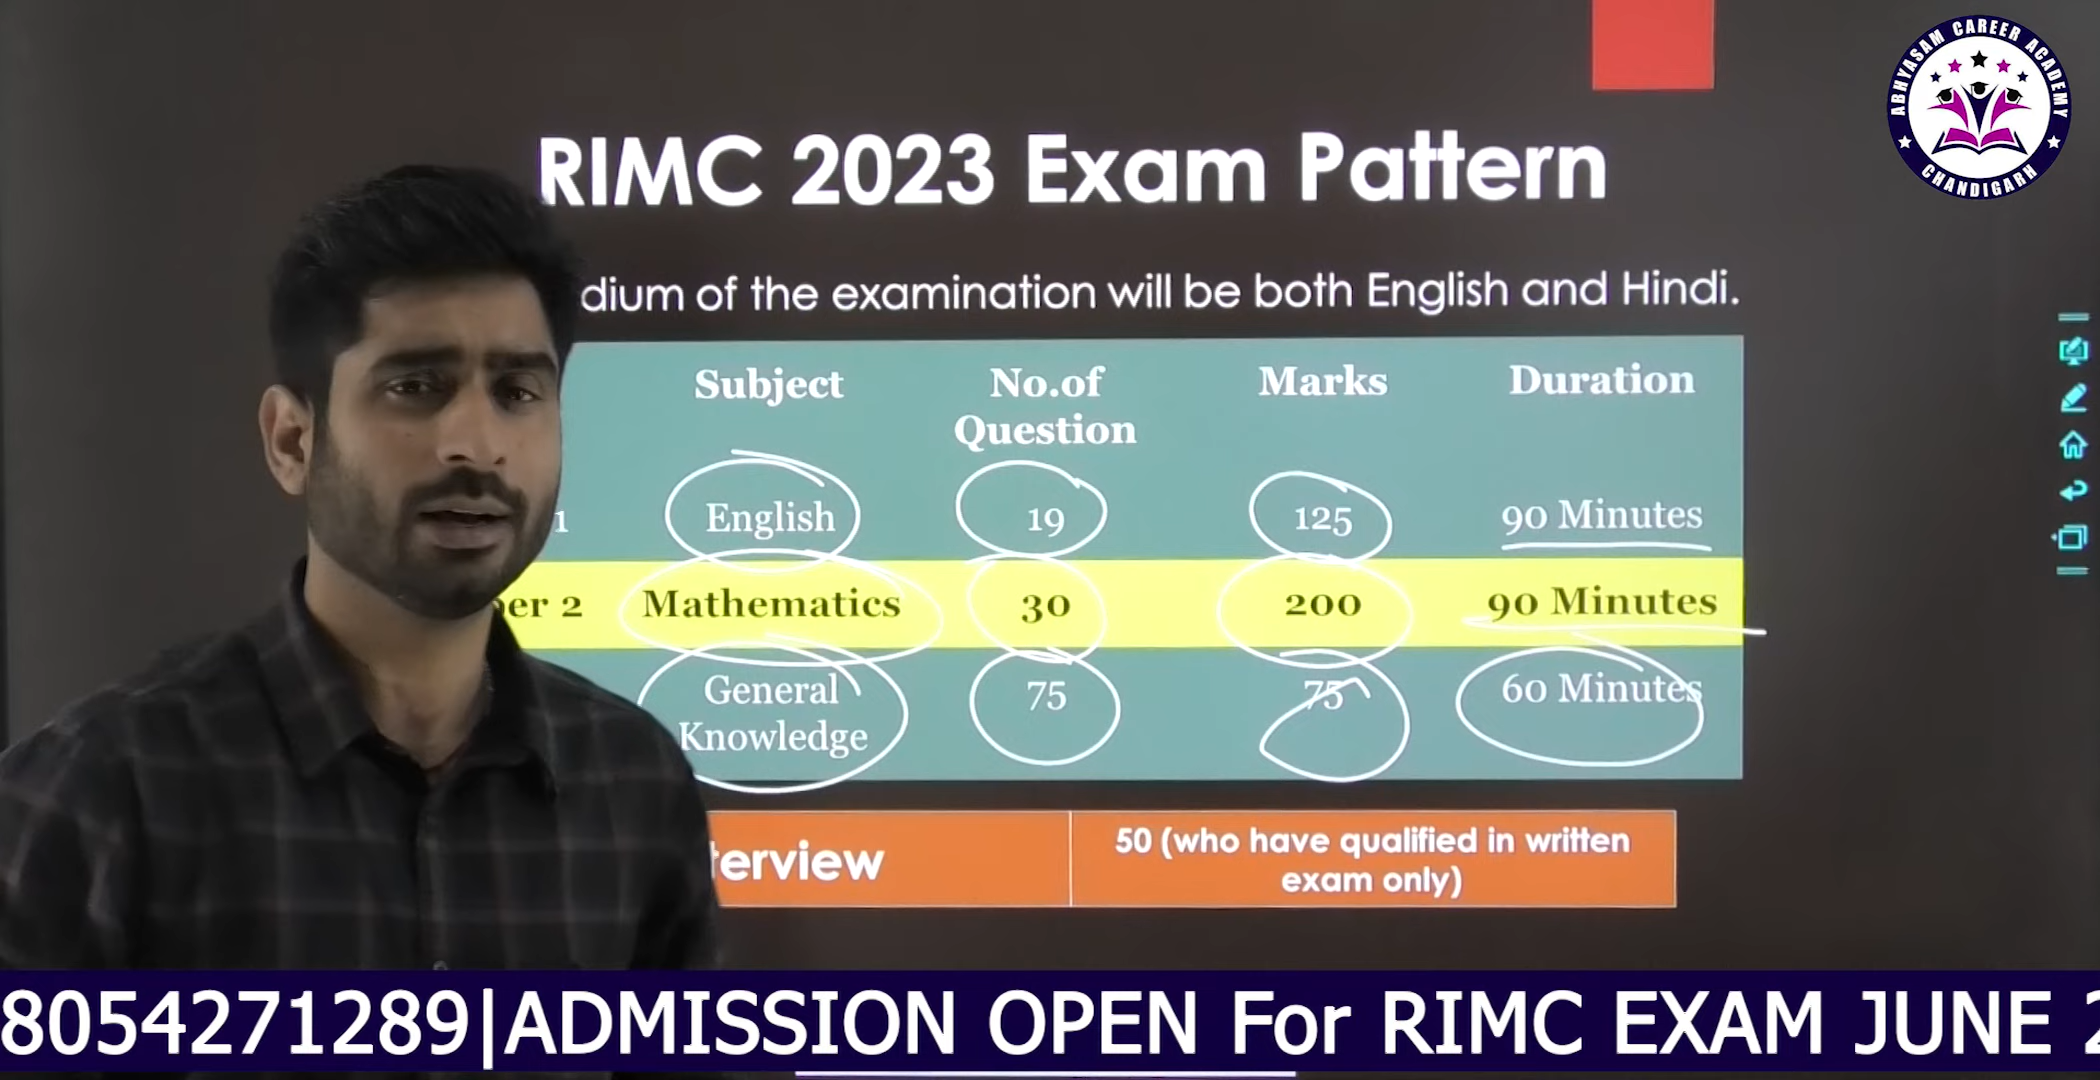 ABHYASAM CAREER ACADEMY
CHANDIGARH
RIMC 2023 Exam Pattern
dium of the examination will be both English and Hindi.
Subject No.of Question Marks Duration
1 English 19 125 90 Minutes
er 2 Mathematics 30 200 90 Minutes
General Knowledge 75 75 60 Minutes
terview 50 (who have qualified in written
exam only)
8054271289|ADMISSION OPEN For RIMC EXAM JUNE 2